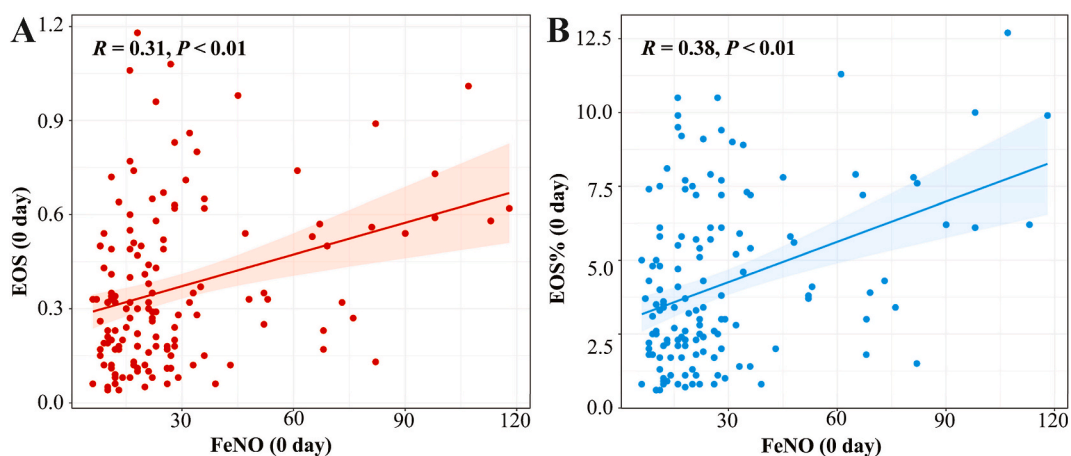 A
R = 0.31, P < 0.01
EOS (0 day)
1.2
0.9
0.6
0.3
0.0
30
60
90
120
FeNO (0 day)
B
R = 0.38, P < 0.01
EOS% (0 day)
12.5
10.0
7.5
5.0
2.5
0.0
30
60
90
120
FeNO (0 day)